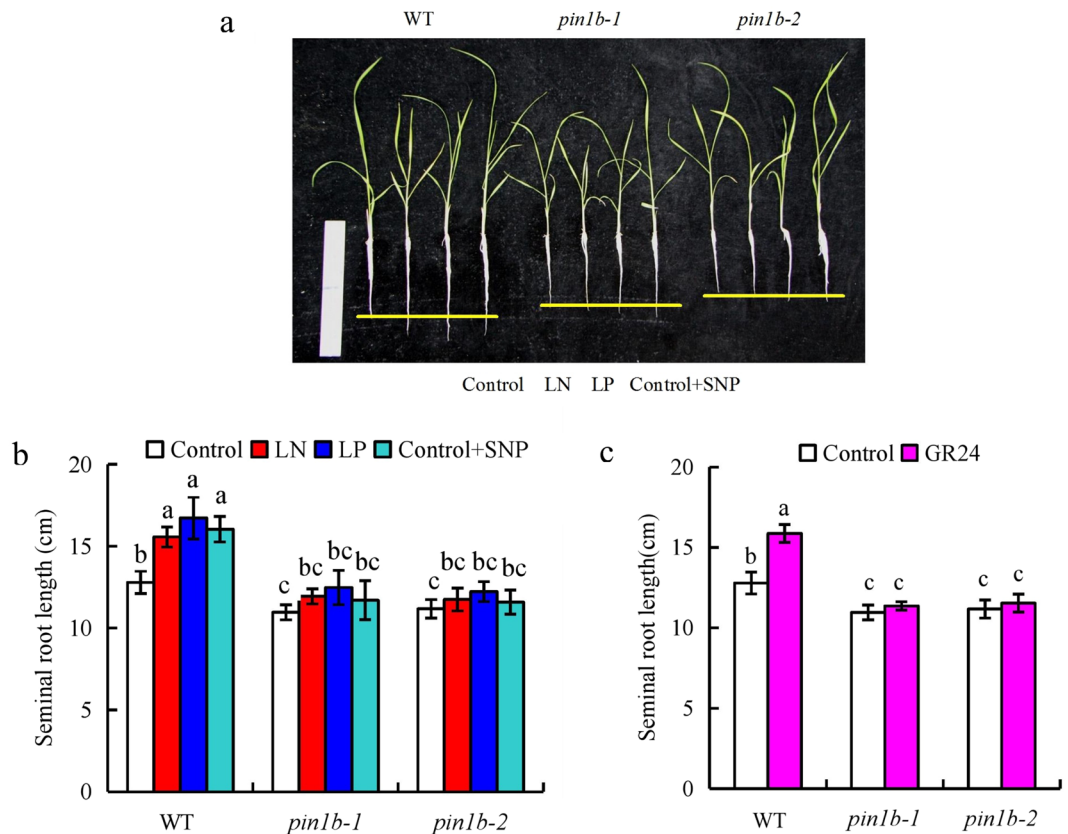 a
WT pin1b-1 pin1b-2
Control LN LP Control+SNP
b
Control LN LP Control+SNP
Seminal root length (cm)
20
15
10
5
0
b a a a
c bc bc bc
c bc bc bc
WT pin1b-1 pin1b-2
c
Control GR24
Seminal root length(cm)
20
15
10
5
0
b a
c c
c c
WT pin1b-1 pin1b-2